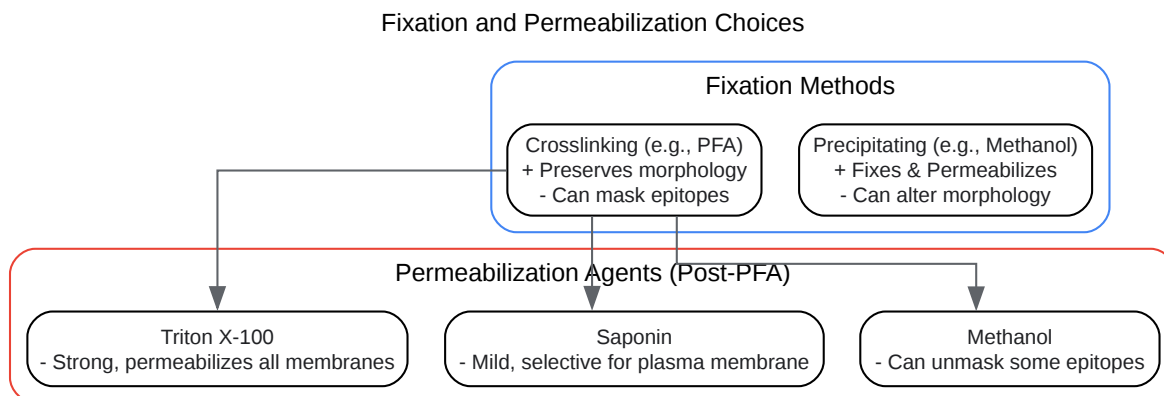 Fixation and Permeabilization Choices
Fixation Methods
Crosslinking (e.g., PFA)
+ Preserves morphology
- Can mask epitopes
Precipitating (e.g., Methanol)
+ Fixes & Permeabilizes
- Can alter morphology
Permeabilization Agents (Post-PFA)
Triton X-100
- Strong, permeabilizes all membranes
Saponin
- Mild, selective for plasma membrane
Methanol
- Can unmask some epitopes